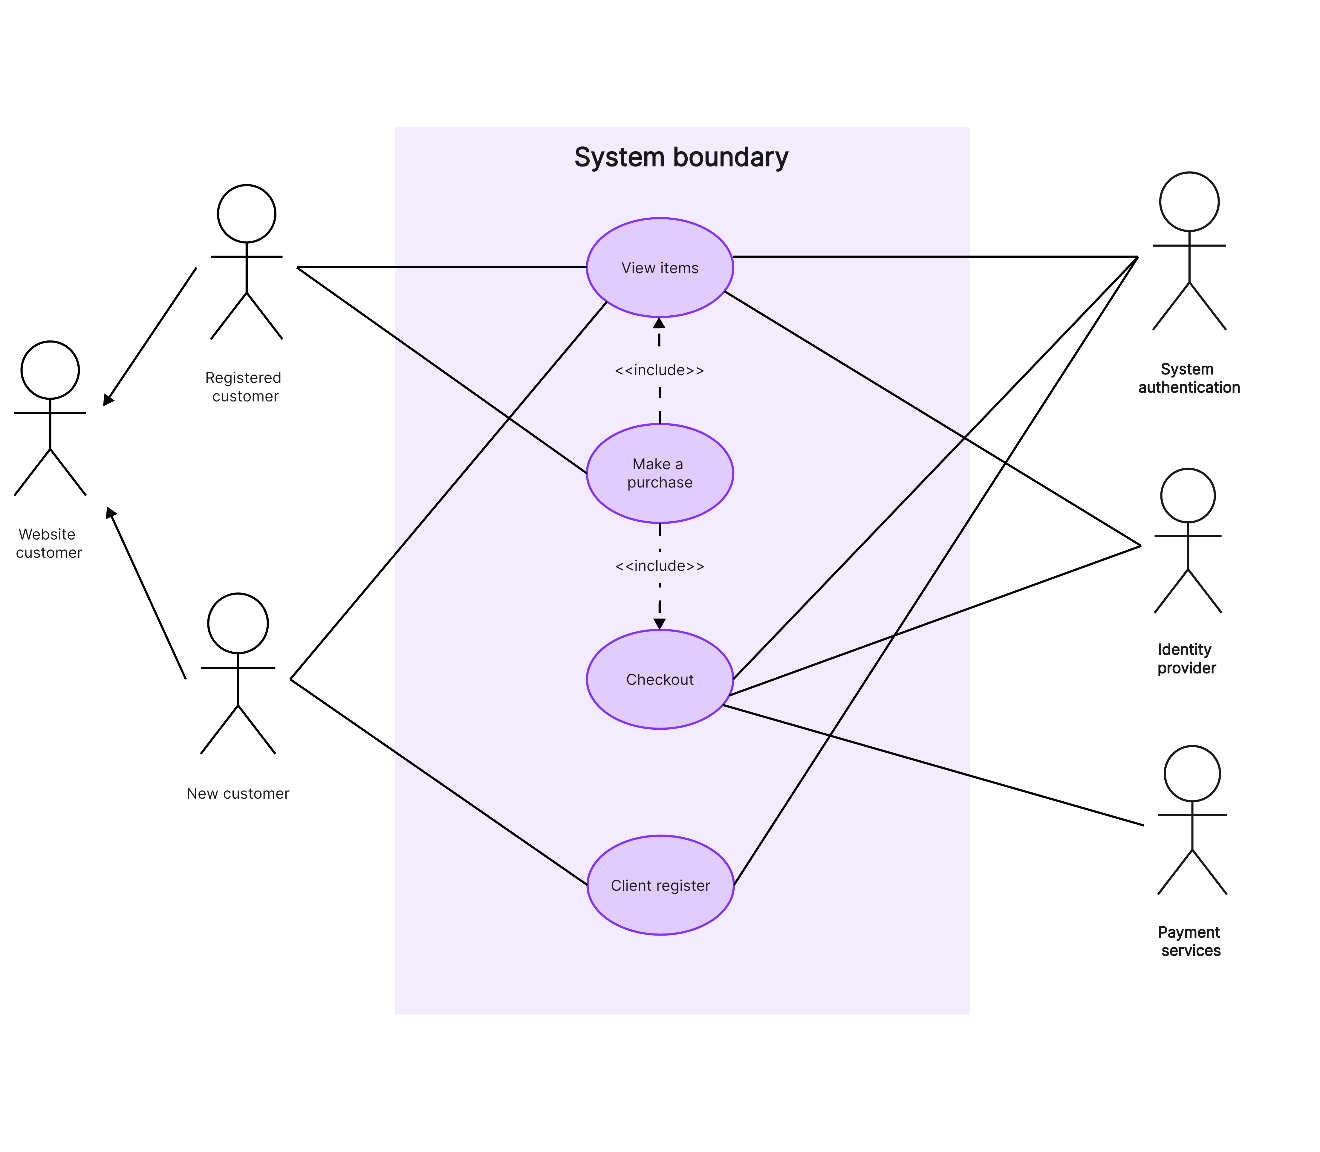 System boundary
View items
<<include>>
Make a
purchase
<<include>>
Checkout
Client register
Registered
customer
Website
customer
New customer
System
authentication
Identity
provider
Payment
services